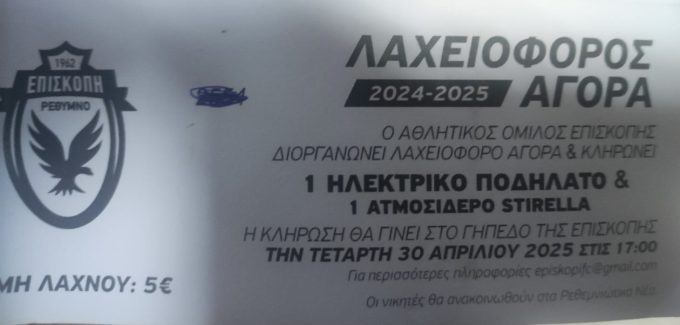 1962
ΕΠΙΣΚΟΠΗ
ΡΕΘΥΜΝΟ
ΜΗ ΛΑΧΝΟΥ: 5€
ΛΑΧΕΙΟΦΟΡΟΣ
2024-2025 ΑΓΟΡΑ
Ο ΑΘΛΗΤΙΚΟΣ ΟΜΙΛΟΣ ΕΠΙΣΚΟΠΗΣ
ΔΙΟΡΓΑΝΩΝΕΙ ΛΑΧΕΙΟΦΟΡΟ ΑΓΟΡΑ & ΚΛΗΡΩΝΕΙ
1 ΗΛΕΚΤΡΙΚΟ ΠΟΔΗΛΑΤΟ &
1 ΑΤΜΟΣΙΔΕΡΟ STIRELLA
Η ΚΛΗΡΩΣΗ ΘΑ ΓΙΝΕΙ ΣΤΟ ΓΗΠΕΔΟ ΤΗΣ ΕΠΙΣΚΟΠΗΣ
ΤΗΝ ΤΕΤΑΡΤΗ 30 ΑΠΡΙΛΙΟΥ 2025 ΣΤΙΣ 17:00
Για περισσότερες πληροφορίες episkopifc@gmail.com
Οι νικητές θα ανακοινωθούν στα Ρεθεμνιώτικα Νέα